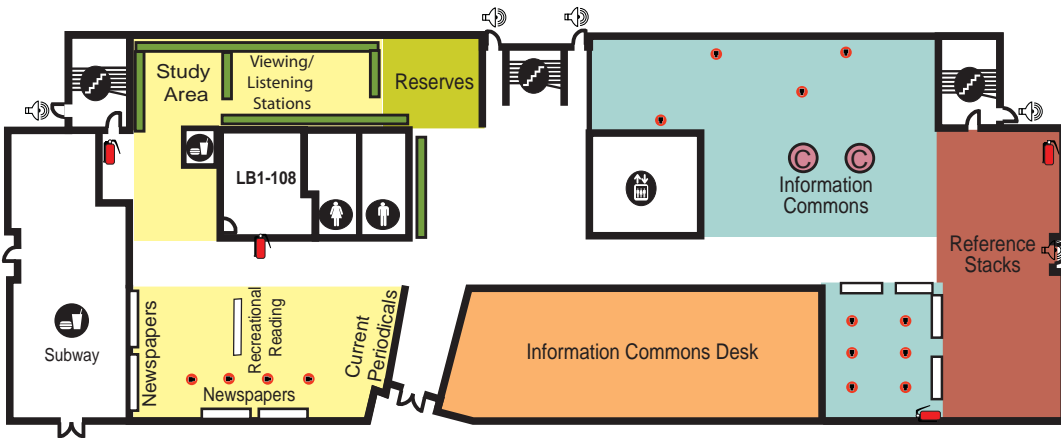 Study
Area
Viewing/
Listening
Stations
Reserves
LB1-108
C
C
Information
Commons
Reference
Stacks
Subway
Newspapers
Recreational
Reading
Current
Periodicals
Newspapers
Information Commons Desk